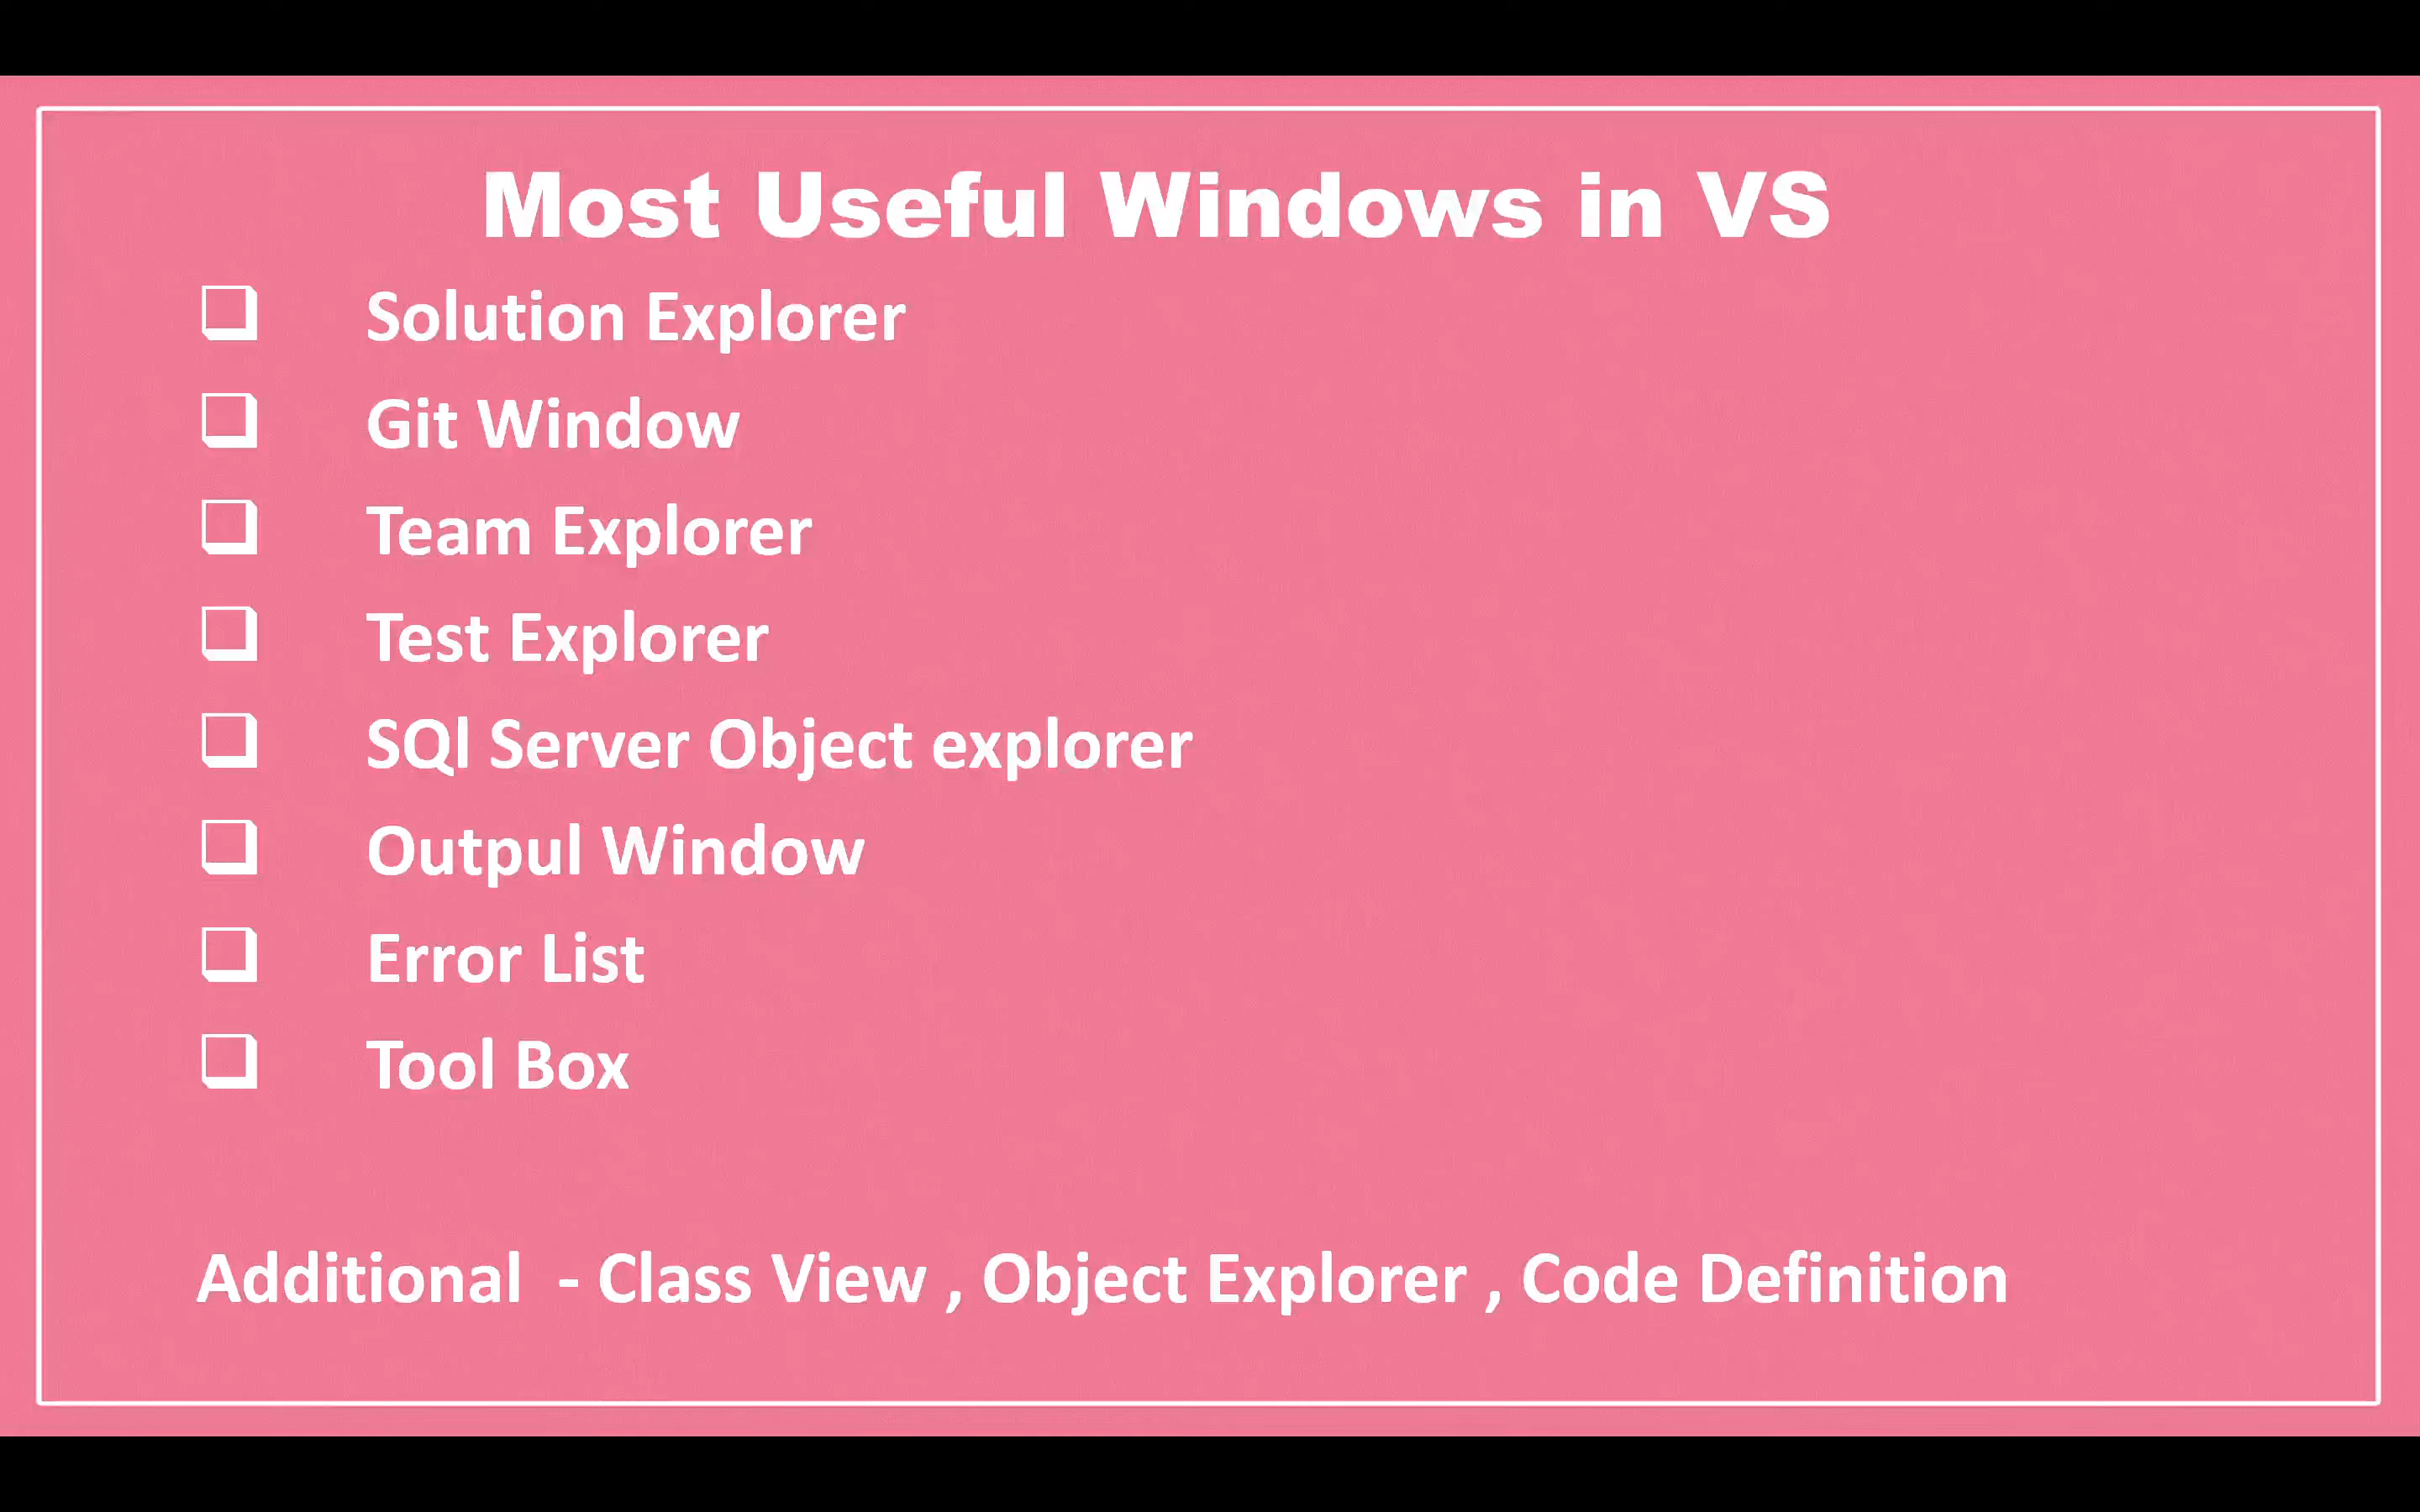 Most Useful Windows in VS
Solution Explorer
Git Window
Team Explorer
Test Explorer
SQl Server Object explorer
Outpul Window
Error List
Tool Box
Additional - Class View , Object Explorer , Code Definition